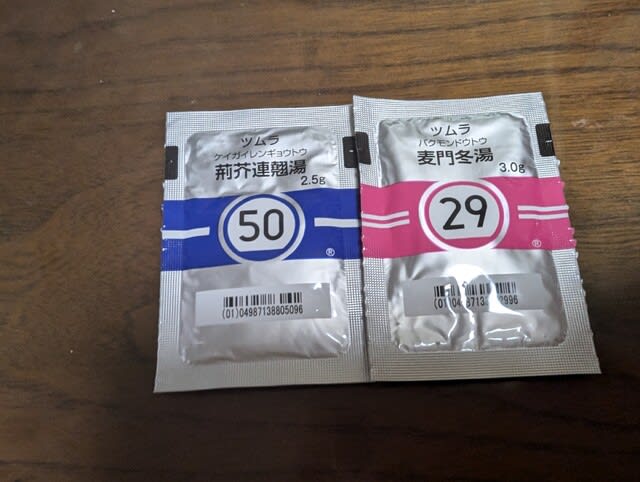 ツムラ
ケイガイレンギョウトウ
荊芥連翹湯
2.5g
50
®
(01)04987138805096
ツムラ
バクモンドウトウ
麦門冬湯
3.0g
29
®